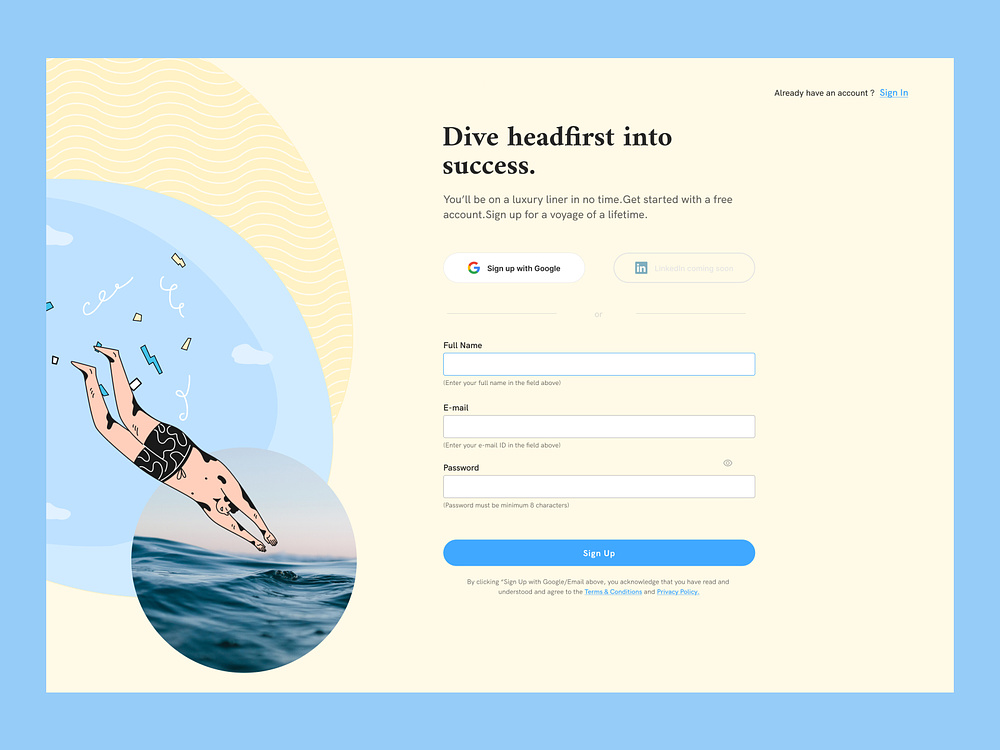 Already have an account ? Sign In
Dive headfirst into
success.
You’ll be on a luxury liner in no time.Get started with a free
account.Sign up for a voyage of a lifetime.
Sign up with Google
LinkedIn coming soon
or
Full Name
(Enter your full name in the field above)
E-mail
(Enter your e-mail ID in the field above)
Password
(Password must be minimum 8 characters)
Sign Up
By clicking “Sign Up with Google/Email above, you acknowledge that you have read and
understood and agree to the Terms & Conditions and Privacy Policy.